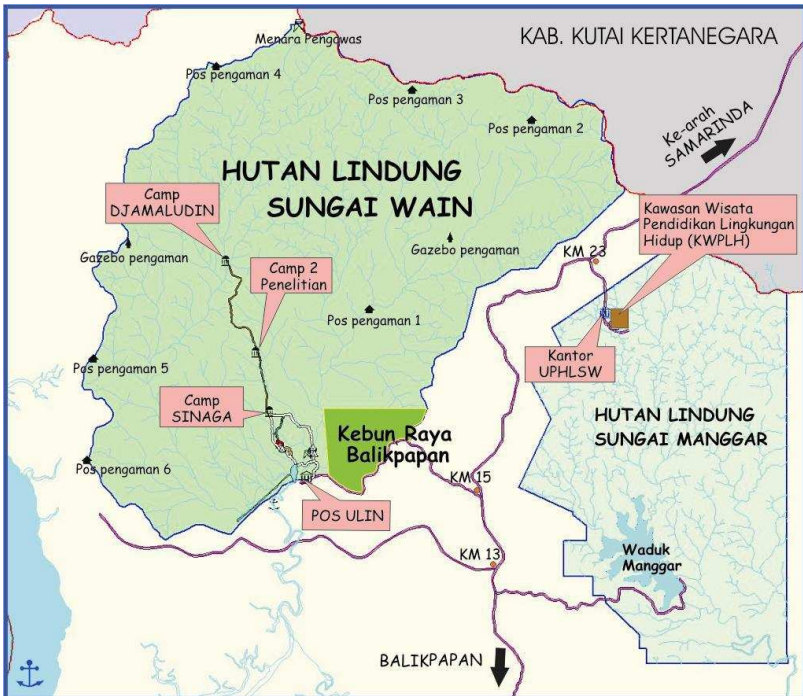 KAB. KUTAI KERTANEGARA
Menara Pengawas
Pos pengaman 4
Pos pengaman 3
Pos pengaman 2
Ke-arah
SAMARINDA
HUTAN LINDUNG
SUNGAI WAIN
Camp
DJAMALUDIN
Kawasan Wisata
Pendidikan Lingkungan
Hidup (KWPLH)
Gazebo pengaman
Gazebo pengaman
KM 23
Camp 2
Penelitian
Pos pengaman 1
Kantor
UPHLSW
Pos pengaman 5
Camp
SINAGA
Kebun Raya
Balikpapan
HUTAN LINDUNG
SUNGAI MANGGAR
Pos pengaman 6
KM 15
POS ULIN
KM 13
Waduk
Manggar
BALIKPAPAN